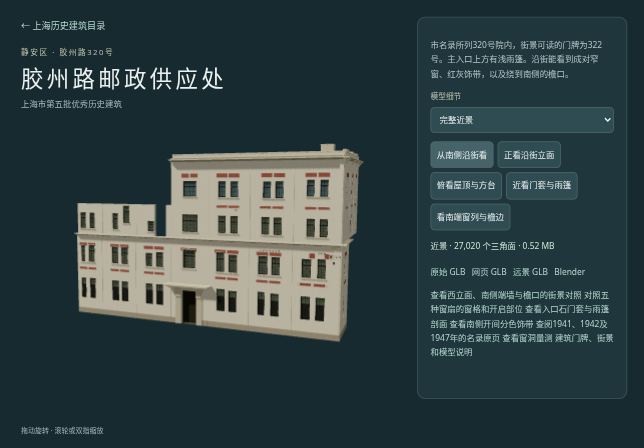 ← 上海历史建筑目录
静安区 · 胶州路320号
胶州路邮政供应处
上海市第五批优秀历史建筑
市名录所列320号院内，街景可读的门牌为322
号。主入口上方有浅雨蓬。沿街能看到成对窄
窗、红灰饰带，以及绕到南侧的檐口。
模型细节
完整近景
从南侧沿街看
正看沿街立面
俯看屋顶与方台
近看门套与雨蓬
看南端窗列与檐边
近景 · 27,020 个三角面 · 0.52 MB
原始 GLB 网页 GLB 远景 GLB Blender
查看西立面、南侧端墙与檐口的街景对照 对照五
种窗扇的窗格和开启部位 查看入口石门套与雨蓬
剖面 查看南侧开间分色饰带 查阅1941、1942及
1947年的名录原页 查看窗洞量测 建筑门牌、街景
和模型说明
拖动旋转 · 滚轮或双指缩放